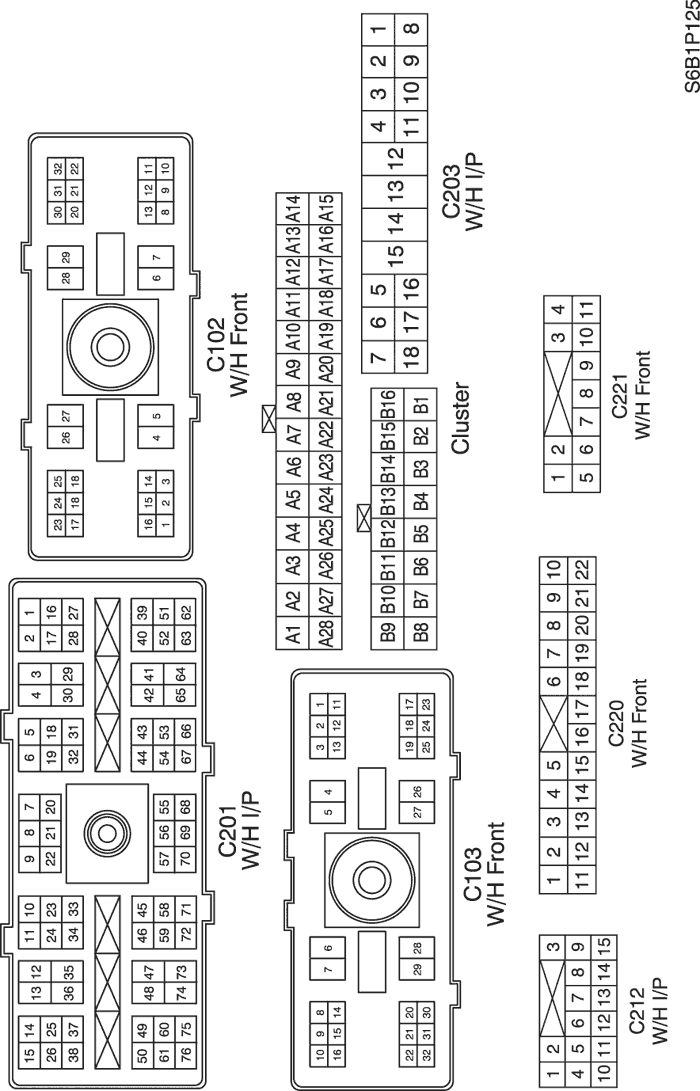 15 14 13 12 11 10 9 8 7 6 5 4 3 2 1
26 25 24 23 22 21 20 19 18 17 16
38 37 36 35 34 33 32 31 30 29 28 27
50 49 48 47 46 45 57 56 55 44 43 42 41 40 39
61 60 59 58 54 53 52 51
76 75 74 73 72 71 70 69 68 67 66 65 64 63 62
C201
W/H I/P
23 24 25 26 27 28 29 30 31 32
17 18 18 20 21 22
16 15 14 4 5 6 7 13 12 11
1 2 3 8 9 10
C102
W/H Front
10 9 8 7 6 5 4 3 2 1
16 15 14 13 12 11
22 21 20 29 28 27 26 19 18 17
32 31 30 25 24 23
C103
W/H Front
A1 A2 A3 A4 A5 A6 A7 A8 A9 A10 A11 A12 A13 A14
A28 A27 A26 A25 A24 A23 A22 A21 A20 A19 A18 A17 A16 A15
B9 B10 B11 B12 B13 B14 B15 B16
B8 B7 B6 B5 B4 B3 B2 B1
Cluster
7 6 5 4 3 2 1
15 14 13 12
18 17 16 11 10 9 8
C203
W/H I/P
1 2 3
4 5 6 7 8 9
10 11 12 13 14 15
C212
W/H I/P
1 2 3 4 5 6 7 8 9 10
11 12 13 14 15 16 17 18 19 20 21 22
C220
W/H Front
1 2 3 4
5 6 7 8 9 10 11
C221
W/H Front
S6B1P125